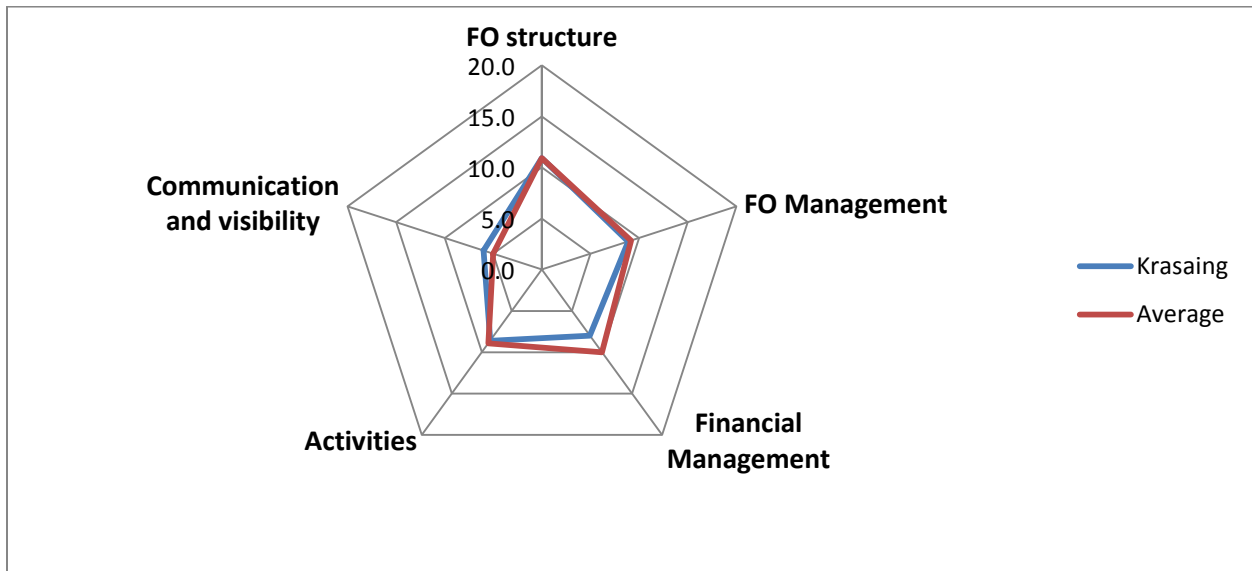 FO structure
20.0
15.0
10.0
5.0
0.0
FO Management
Financial
Management
Activities
Communication
and visibility
Krasaing
Average